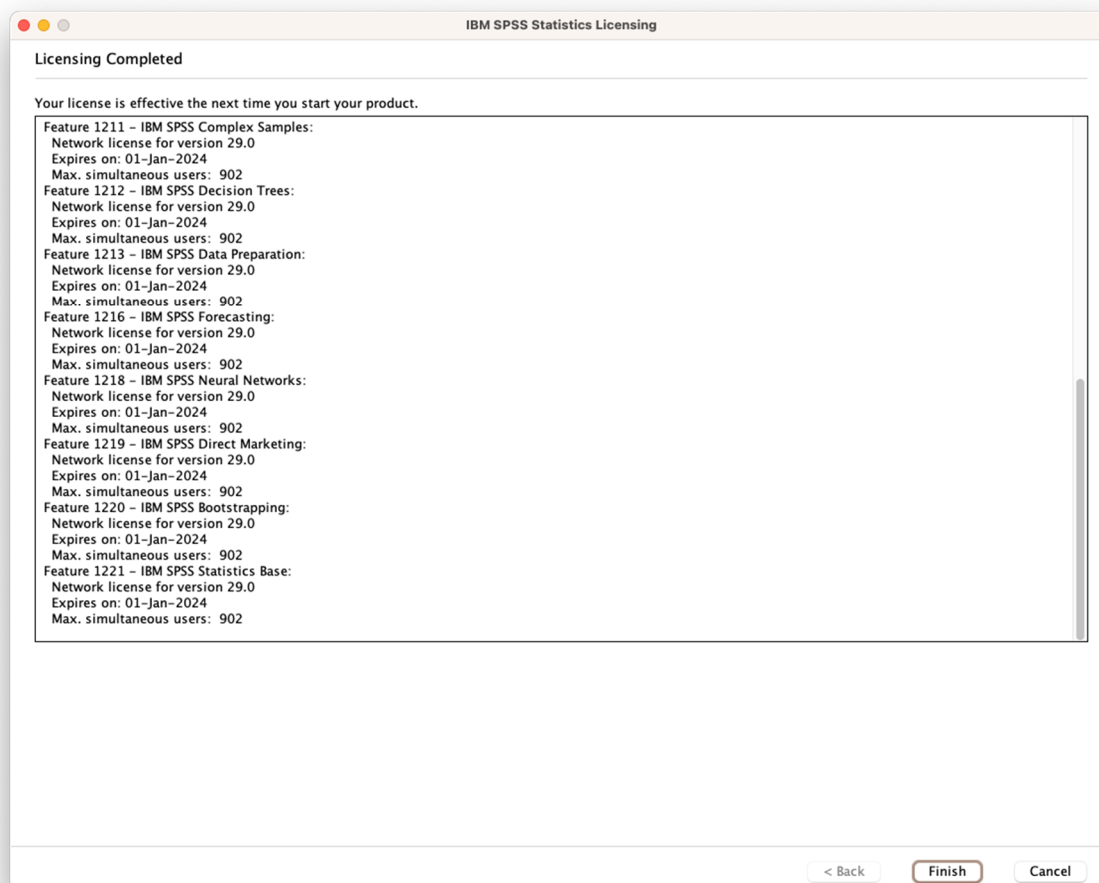 IBM SPSS Statistics Licensing
Licensing Completed
Your license is effective the next time you start your product.
Feature 1211 – IBM SPSS Complex Samples:
Network license for version 29.0
Expires on: 01-Jan-2024
Max. simultaneous users: 902
Feature 1212 – IBM SPSS Decision Trees:
Network license for version 29.0
Expires on: 01-Jan-2024
Max. simultaneous users: 902
Feature 1213 – IBM SPSS Data Preparation:
Network license for version 29.0
Expires on: 01-Jan-2024
Max. simultaneous users: 902
Feature 1216 – IBM SPSS Forecasting:
Network license for version 29.0
Expires on: 01-Jan-2024
Max. simultaneous users: 902
Feature 1218 – IBM SPSS Neural Networks:
Network license for version 29.0
Expires on: 01-Jan-2024
Max. simultaneous users: 902
Feature 1219 – IBM SPSS Direct Marketing:
Network license for version 29.0
Expires on: 01-Jan-2024
Max. simultaneous users: 902
Feature 1220 – IBM SPSS Bootstrapping:
Network license for version 29.0
Expires on: 01-Jan-2024
Max. simultaneous users: 902
Feature 1221 – IBM SPSS Statistics Base:
Network license for version 29.0
Expires on: 01-Jan-2024
Max. simultaneous users: 902
< Back Finish Cancel